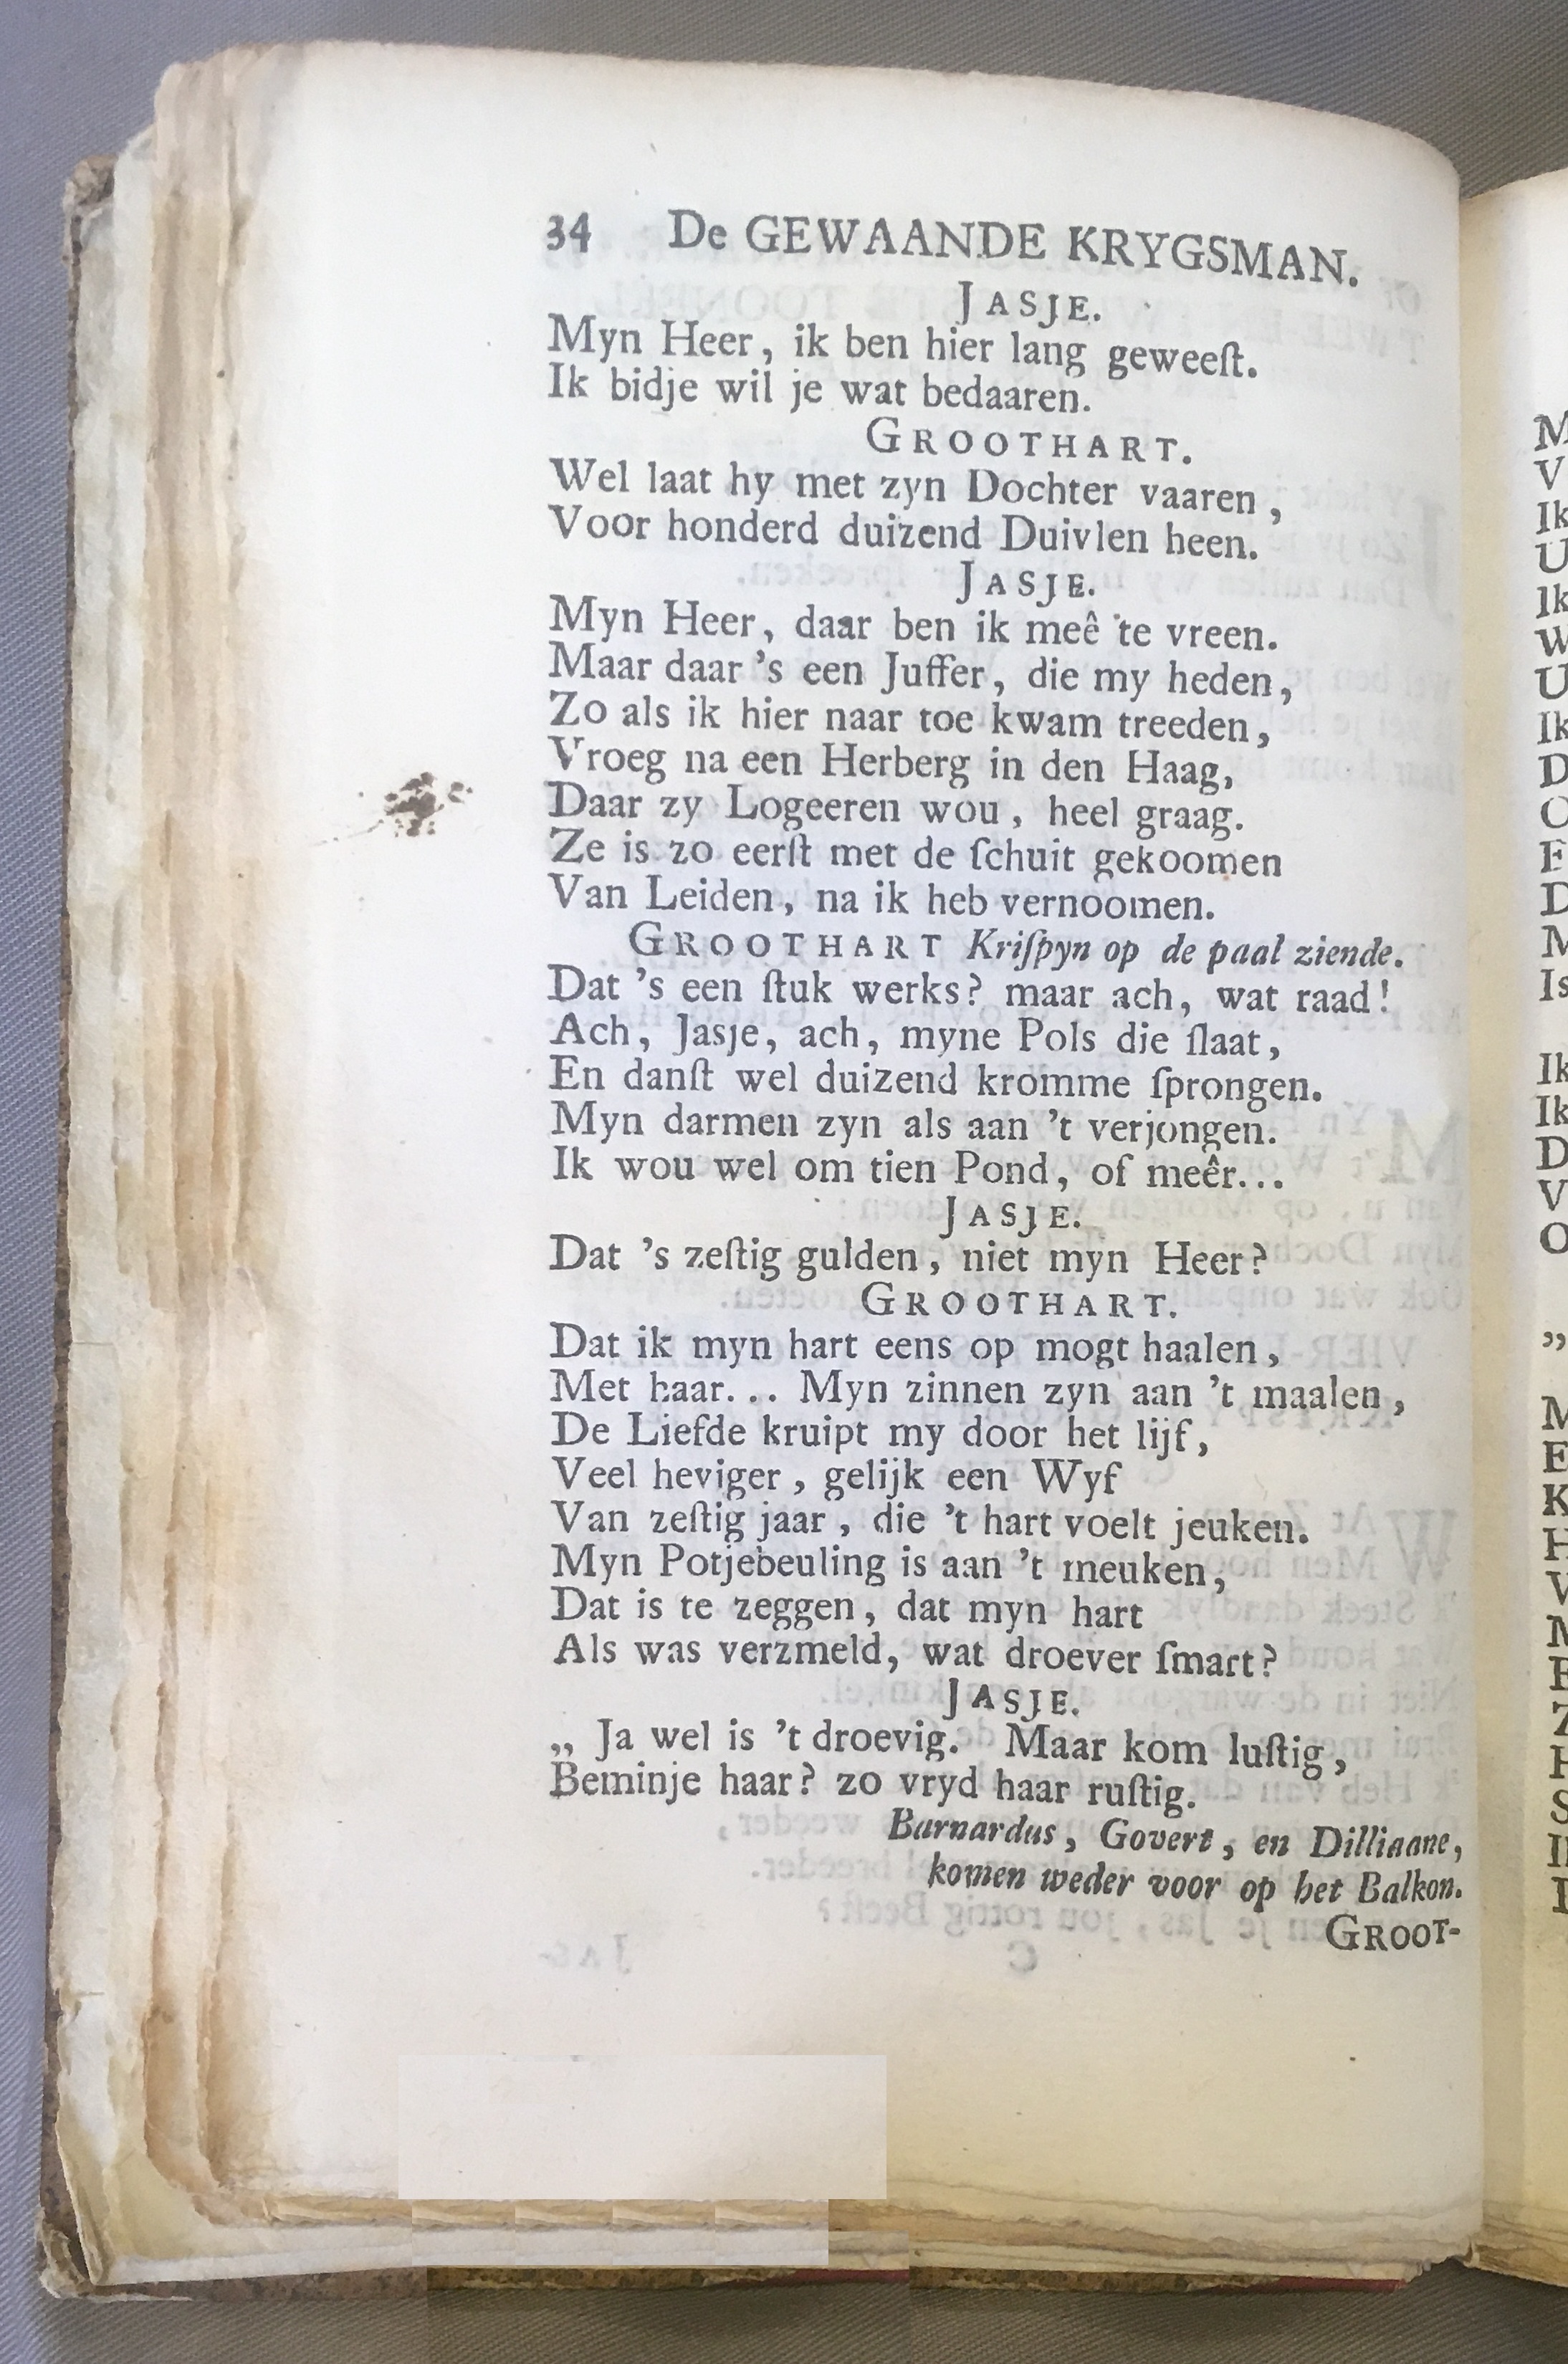 34 De GEWAANDE KRYGSMAN.
JASJE.
Myn Heer, ik ben hier lang geweeſt.
Ik bidje wil je wat bedaaren.
GROOTHART.
Wel laat hy met zyn Dochter vaaren,
Voor honderd duizend Duivlen heen.
JASJE.
Myn Heer, daar ben ik meê te vreen.
Maar daar 's een Juffer, die my heden,
Zo als ik hier naar toe kwam treeden,
Vroeg na een Herberg in den Haag,
Daar zy Logeeren wou, heel graag.
Ze is zo eerſt met de ſchuit gekoomen
Van Leiden, na ik heb vernoomen.
GROOTHART Kriſpyn op de paal ziende.
Dat 's een ſtuk werks? maar ach, wat raad!
Ach, Jasje, ach, myne Pols die ſlaat,
En danſt wel duizend kromme ſprongen.
Myn darmen zyn als aan 't verjongen.
Ik wou wel om tien Pond, of meêr...
JASJE.
Dat 's zeſtig gulden, niet myn Heer?
GROOTHART.
Dat ik myn hart eens op mogt haalen,
Met haar... Myn zinnen zyn aan 't maalen,
De Liefde kruipt my door het lijf,
Veel heviger, gelijk een Wyf
Van zeſtig jaar, die 't hart voelt jeuken.
Myn Potjebeuling is aan 't meuken,
Dat is te zeggen, dat myn hart
Als was verzmeld, wat droever ſmart?
JASJE.
„ Ja wel is 't droevig. Maar kom luſtig,
Beminje haar? zo vryd haar ruſtig.
Barnardus, Govert, en Dilliaane,
komen weder voor op het Balkon.
GROOT-